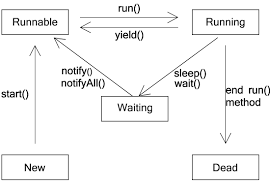 run()
Runnable
Running
yield()
notify()
notifyAll()
sleep()
wait()
start()
end run()
method
Waiting
New
Dead